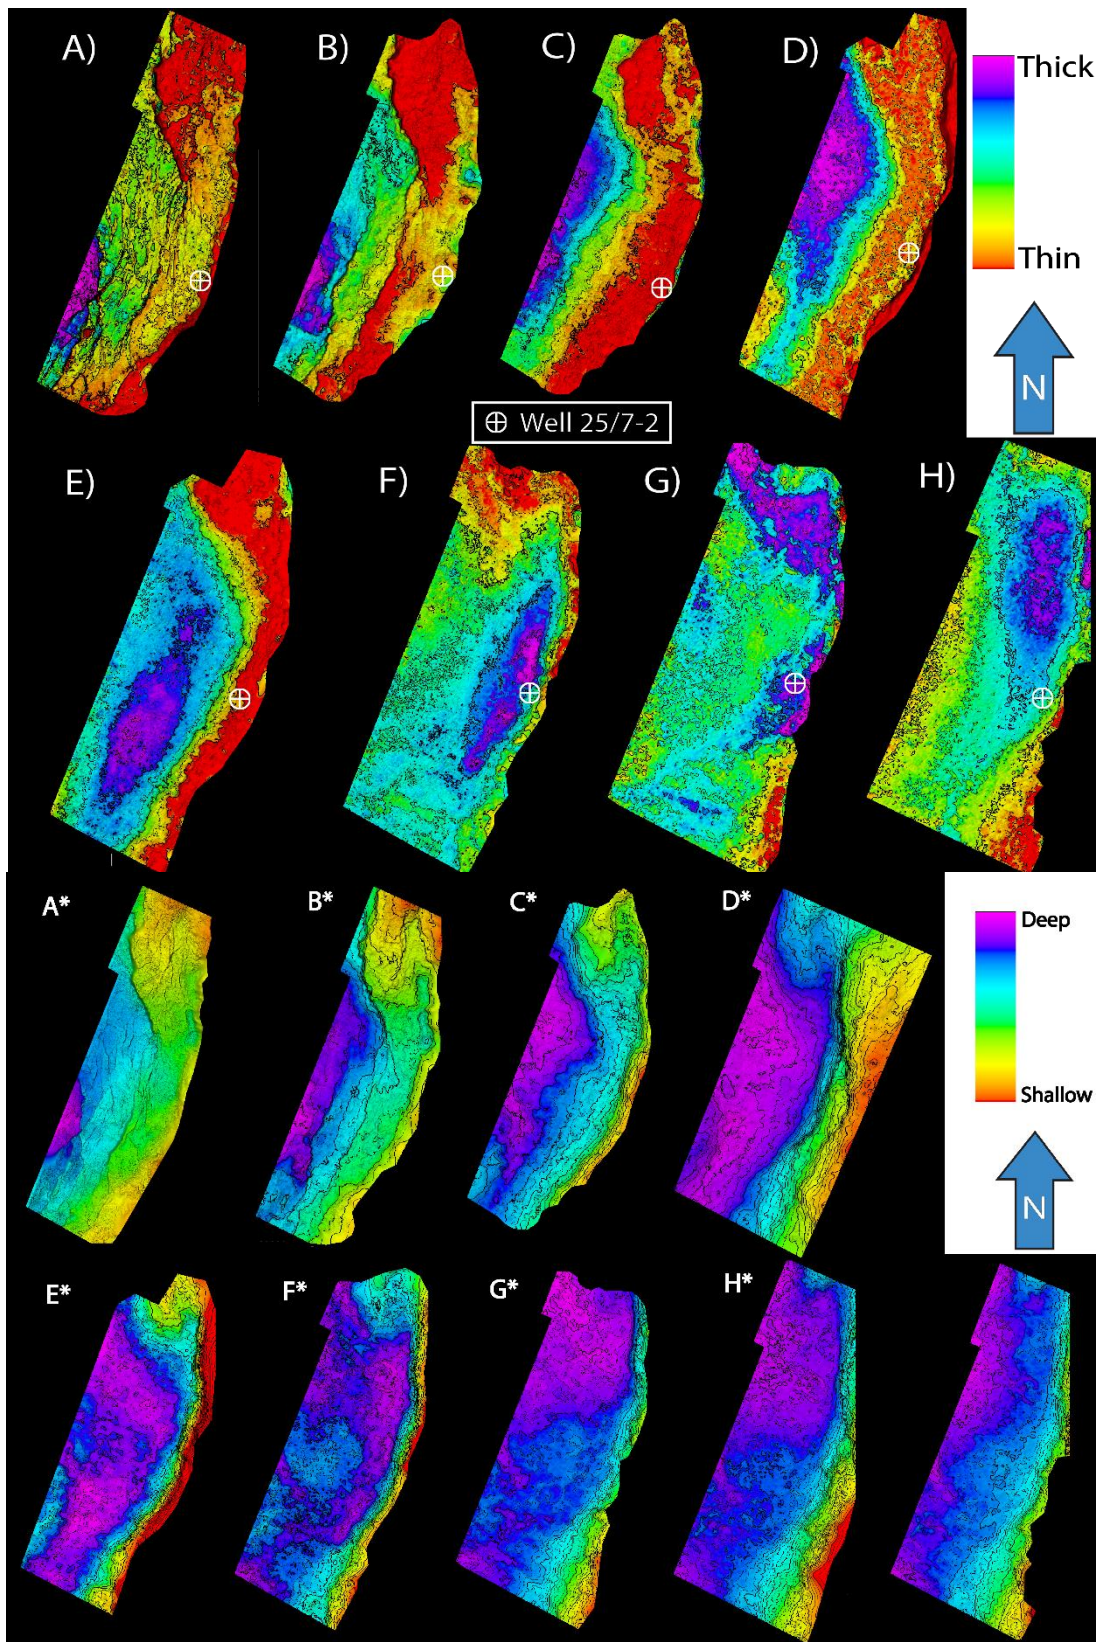 A)
B)
C)
D)
Thick
Thin
N
⊕ Well 25/7-2
E)
F)
G)
H)
A*
B*
C*
D*
Deep
Shallow
N
E*
F*
G*
H*